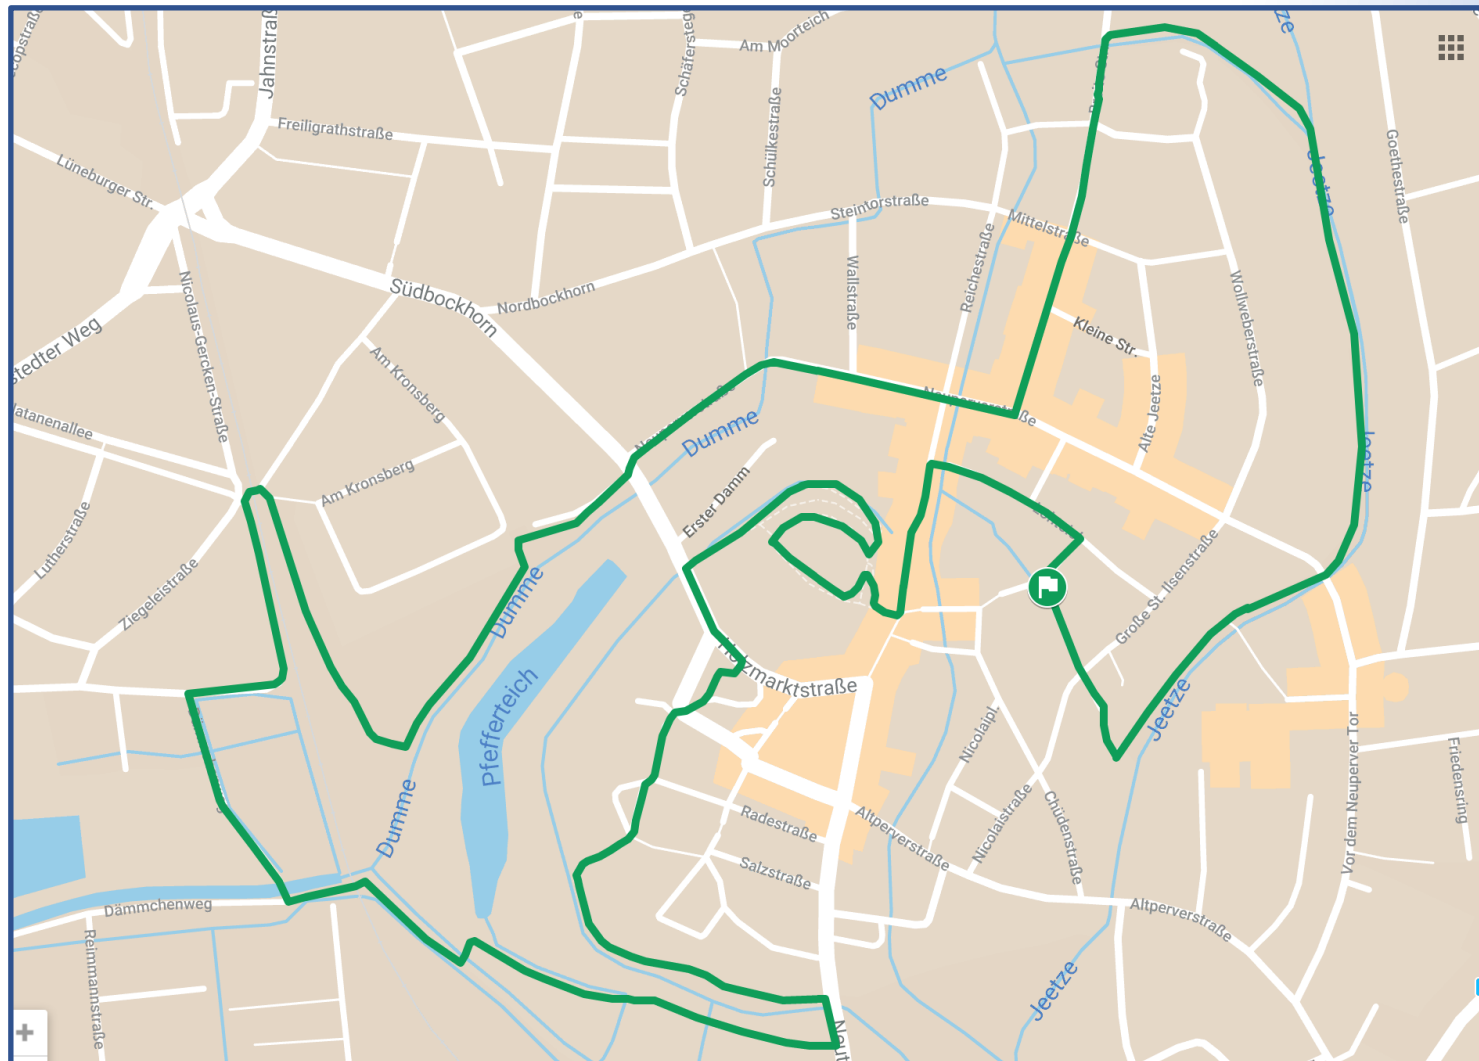 Jahnstraß
Schäfersteg
Am Moorteich
Dumme
Freiligrathstraße
Schülkestraße
Goethestraße
Lüneburger Str.
Jeetze
Steintorstraße
Mittelstraße
Südbockhorn
Nordbockhorn
Nicolaus-Gercken-Straße
Wallstraße
Reichestraße
Wollweberstraße
Kleine Str.
stedter Weg
Am Kronsberg
Alte Jeetze
latanenallee
Dumme
Am Kronsberg
Erster Damm
Lutherstraße
Ziegeleistraße
Große St. Ilsenstraße
Dumme
Holzmarktstraße
Pfefferteich
Jeetze
Nicolaipl.
Vor dem Neuperver Tor
Friedensring
Dumme
Radestraße
Altperverstraße
Nicolaistraße
Chüdenstraße
Salzstraße
Dämmchenweg
Altperverstraße
Reimmannstraße
Jeetze
Neut
+